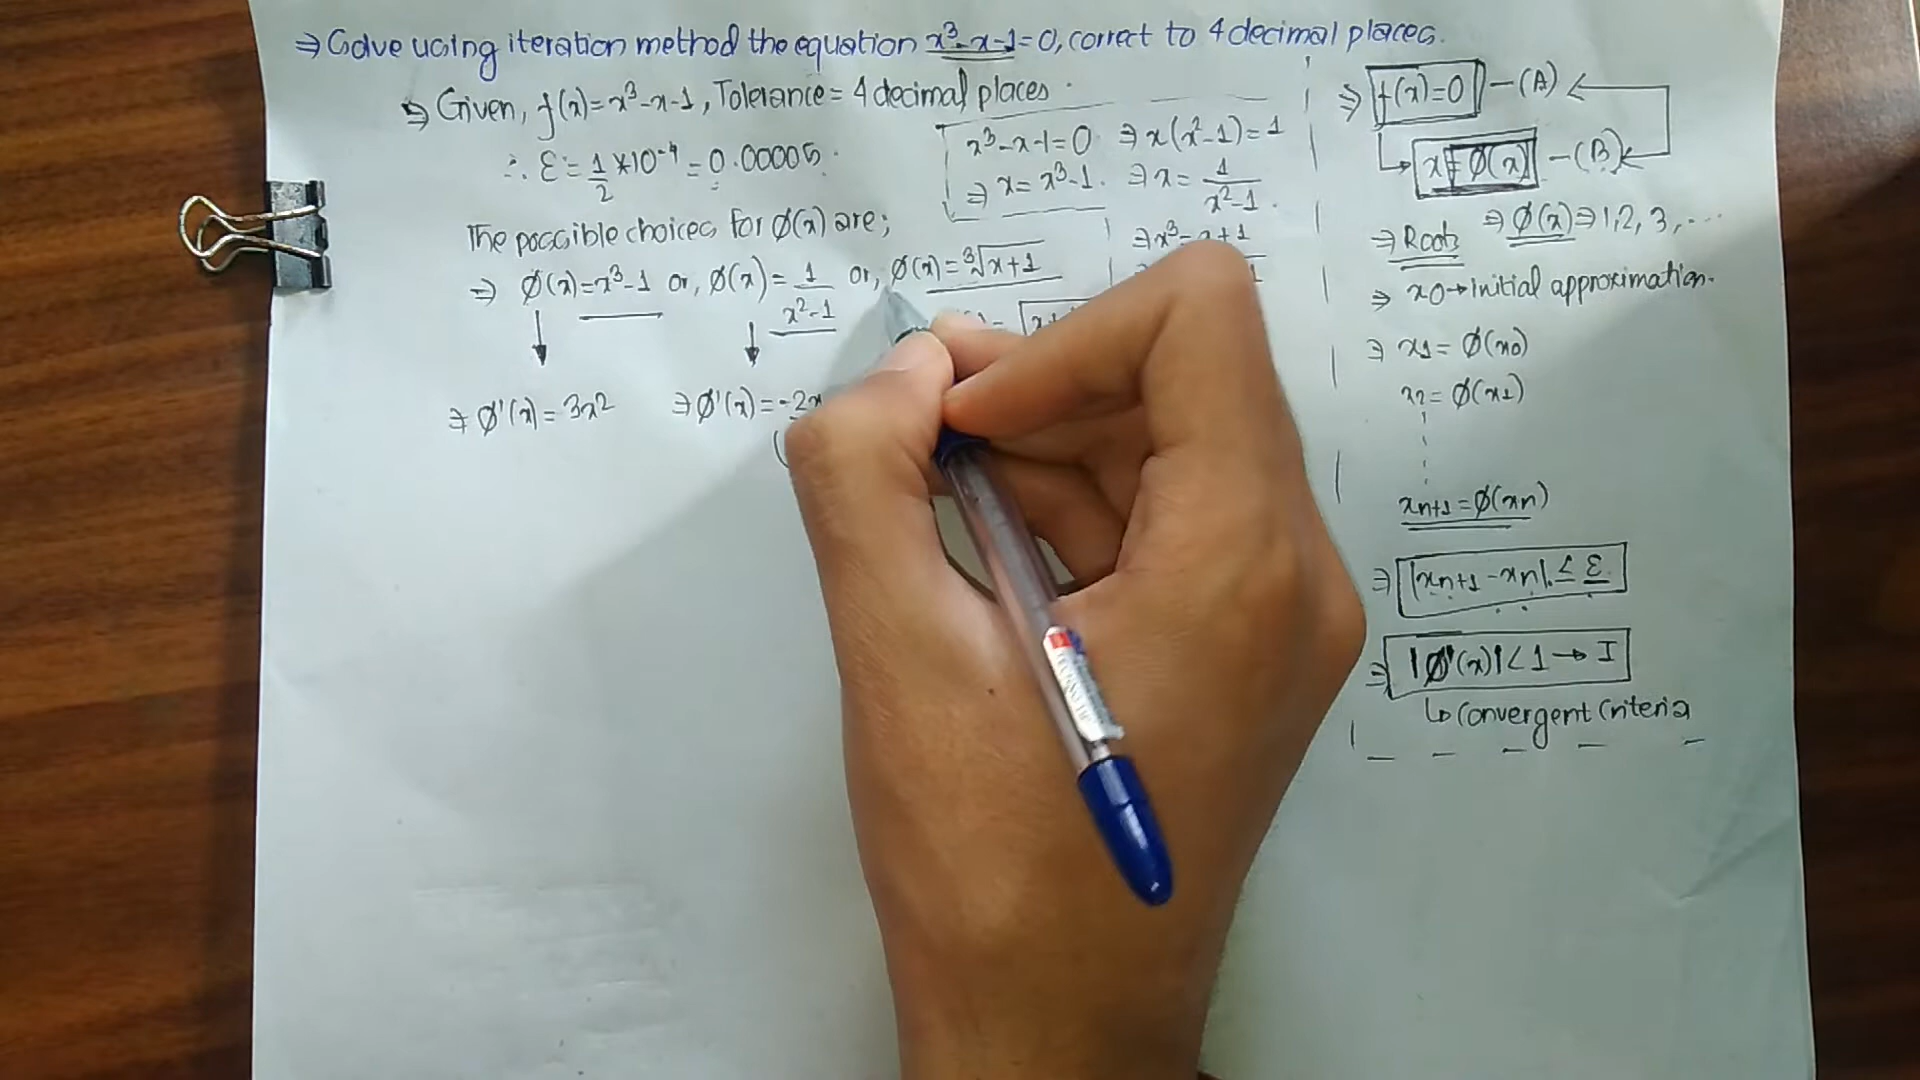 ⇒ Solve using iteration method the equation x³-x-1=0, correct to 4 decimal places.
⇒ Given, f(x)=x³-x-1, Tolerance = 4 decimal places.
∴ ε = 1/2 *10⁻⁴ = 0.00005.
x³-x-1=0 ⇒ x(x²-1)=1
⇒ x=x³-1. ⇒ x= 1/x²-1.
The possible choices for Ø(x) are;
⇒ Ø(x)=x³-1 or, Ø(x)= 1/x²-1 or, Ø(x)=∛x+1
⇒ x³=x+1
⇒ Ø'(x) = 3x² ⇒ Ø'(x) = -2x
⇒ f(x)=0 -(A)
x=Ø(x) -(B)
⇒ Roots ⇒ Ø(x)⇒1,2,3,...
⇒ x0→initial approximation.
⇒ x1 = Ø(x0)
x2 = Ø(x1)
xn+1 = Ø(xn)
⇒ |xn+1 - xn| ≤ ε
⇒ |Ø'(x)|<1 → I
↳ convergent criteria